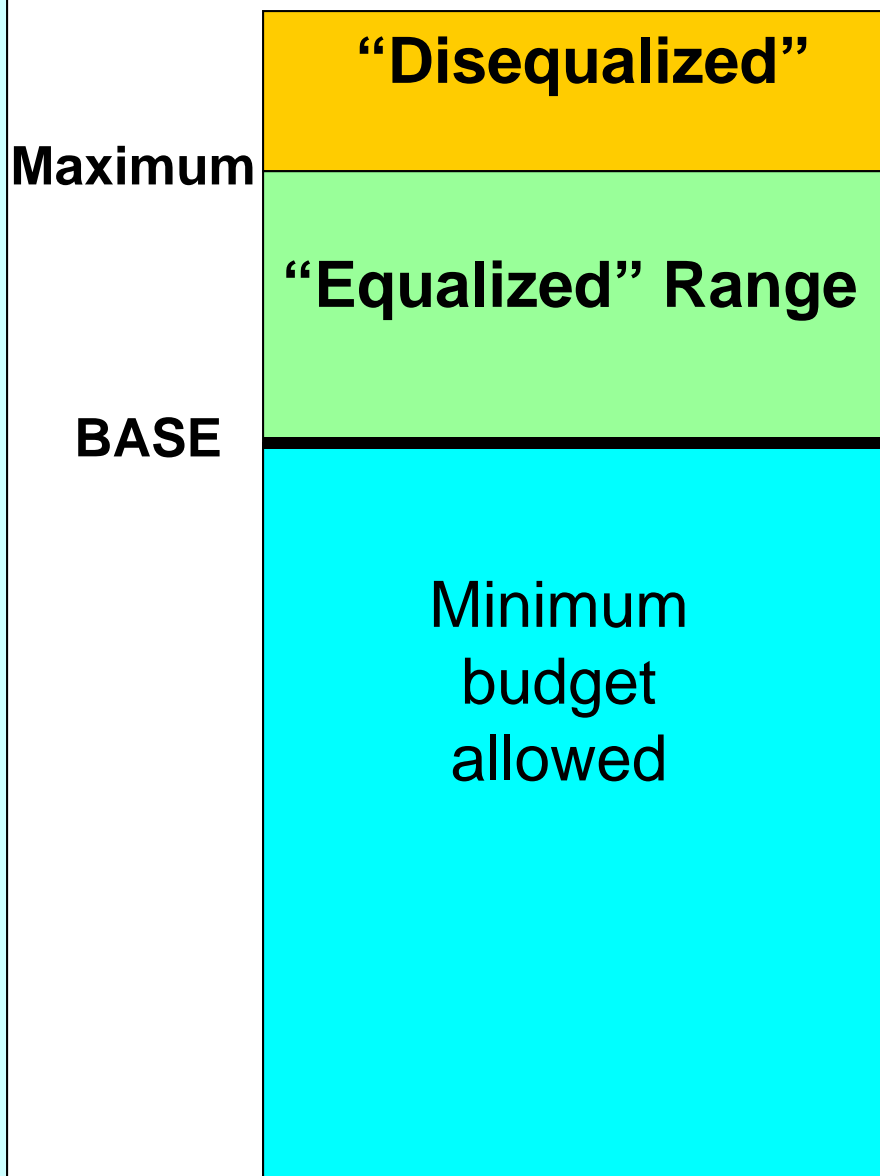 “Disequalized”
Maximum
“Equalized” Range
BASE
Minimum
budget
allowed